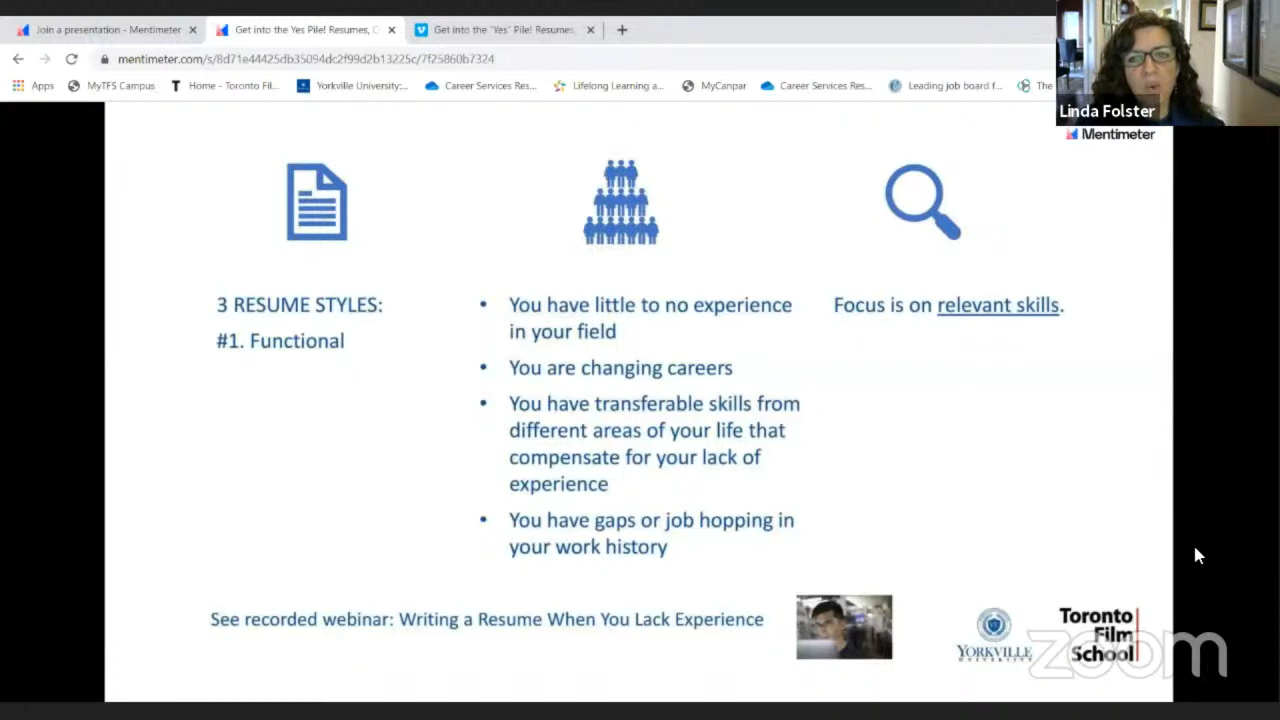 Join a presentation - Mentimeter
Get into the Yes Pile! Resumes, C
Get into the "Yes" Pile! Resumes,
mentimeter.com/s/8d71e44425db35094dc2f99d2b13225c/7f25860b7324
Apps
MyTFS Campus
Home - Toronto Fil...
Yorkville University:...
Career Services Res...
Lifelong Learning a...
MyCanpar
Career Services Res...
Leading job board f...
The
Linda Folster
Mentimeter
3 RESUME STYLES:
#1. Functional
• You have little to no experience
in your field
• You are changing careers
• You have transferable skills from
different areas of your life that
compensate for your lack of
experience
• You have gaps or job hopping in
your work history
Focus is on relevant skills.
See recorded webinar: Writing a Resume When You Lack Experience
YORKVILLE
UNIVERSITY
Toronto
Film
School
zoom